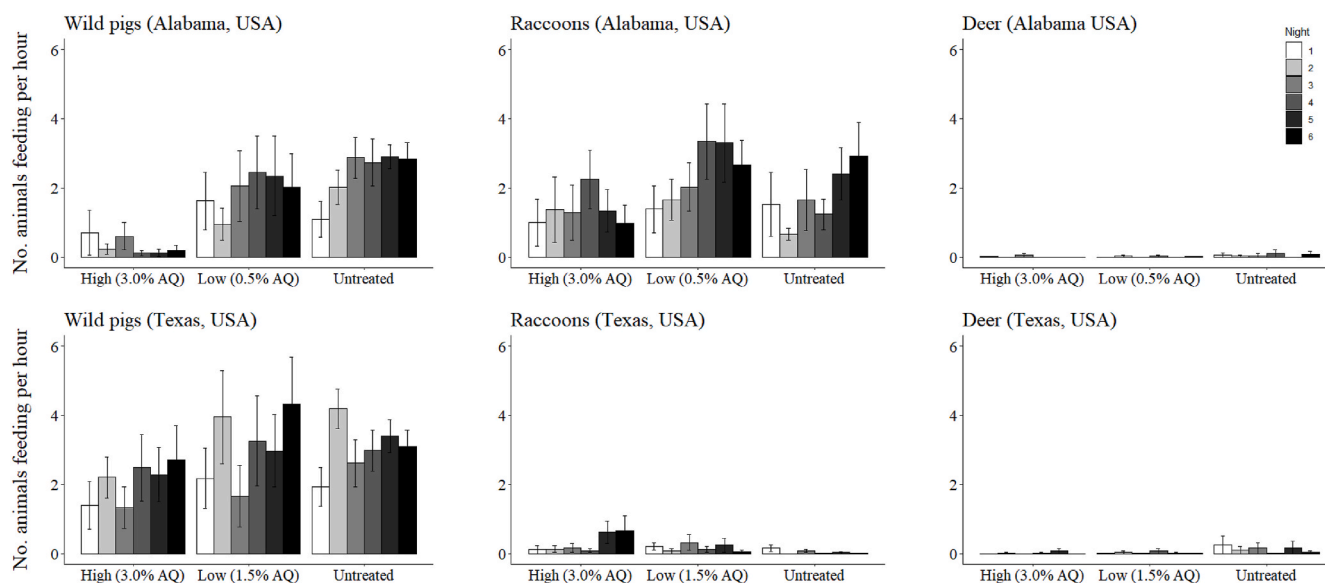 Wild pigs (Alabama, USA)
Raccoons (Alabama, USA)
Deer (Alabama USA)
No. animals feeding per hour
6
4
2
0
High (3.0% AQ) Low (0.5% AQ) Untreated
6
4
2
0
High (3.0% AQ) Low (0.5% AQ) Untreated
6
4
2
0
High (3.0% AQ) Low (0.5% AQ) Untreated
Night
1
2
3
4
5
6
Wild pigs (Texas, USA)
Raccoons (Texas, USA)
Deer (Texas, USA)
No. animals feeding per hour
6
4
2
0
High (3.0% AQ) Low (1.5% AQ) Untreated
6
4
2
0
High (3.0% AQ) Low (1.5% AQ) Untreated
6
4
2
0
High (3.0% AQ) Low (1.5% AQ) Untreated